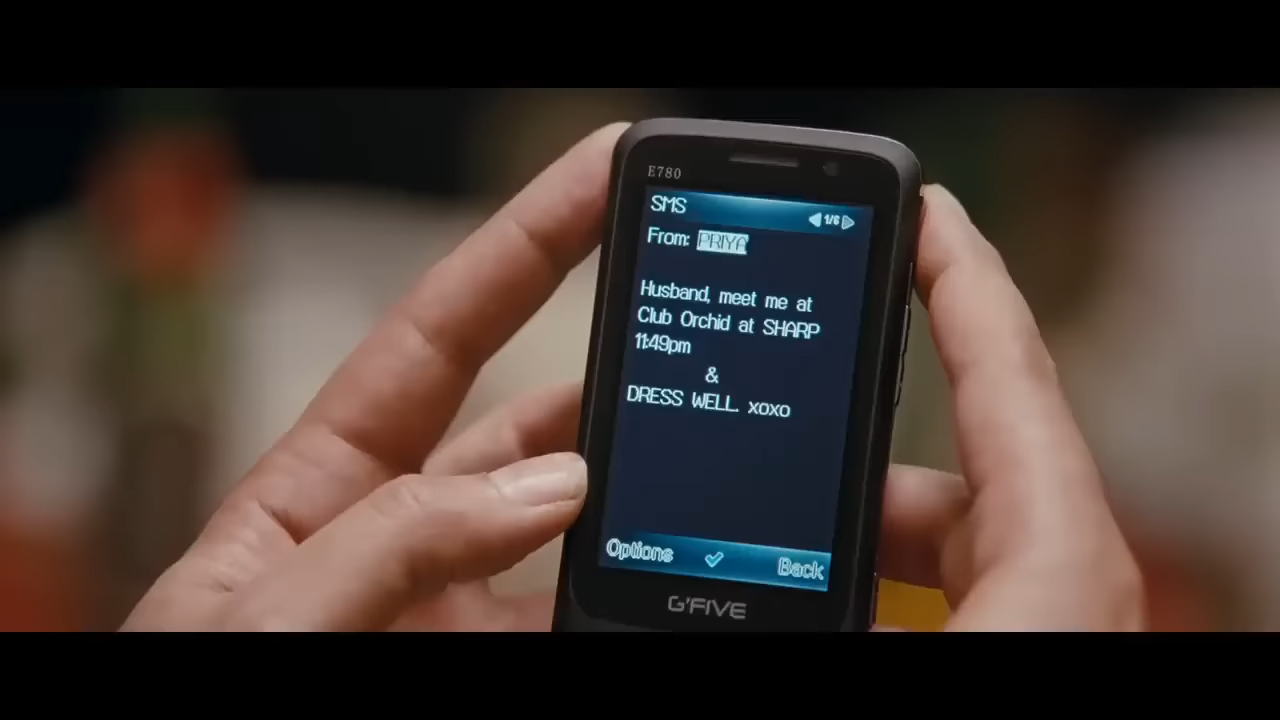 E780
SMS
1/6
From: PRIYA
Husband, meet me at
Club Orchid at SHARP
11:49pm
&
DRESS WELL. xoxo
Options
Back
G'FIVE